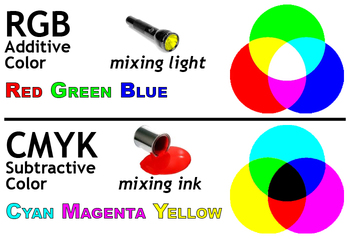 RGB
Additive
Color
mixing light
RED GREEN BLUE
CMYK
Subtractive
Color
mixing ink
CYAN MAGENTA YELLOW